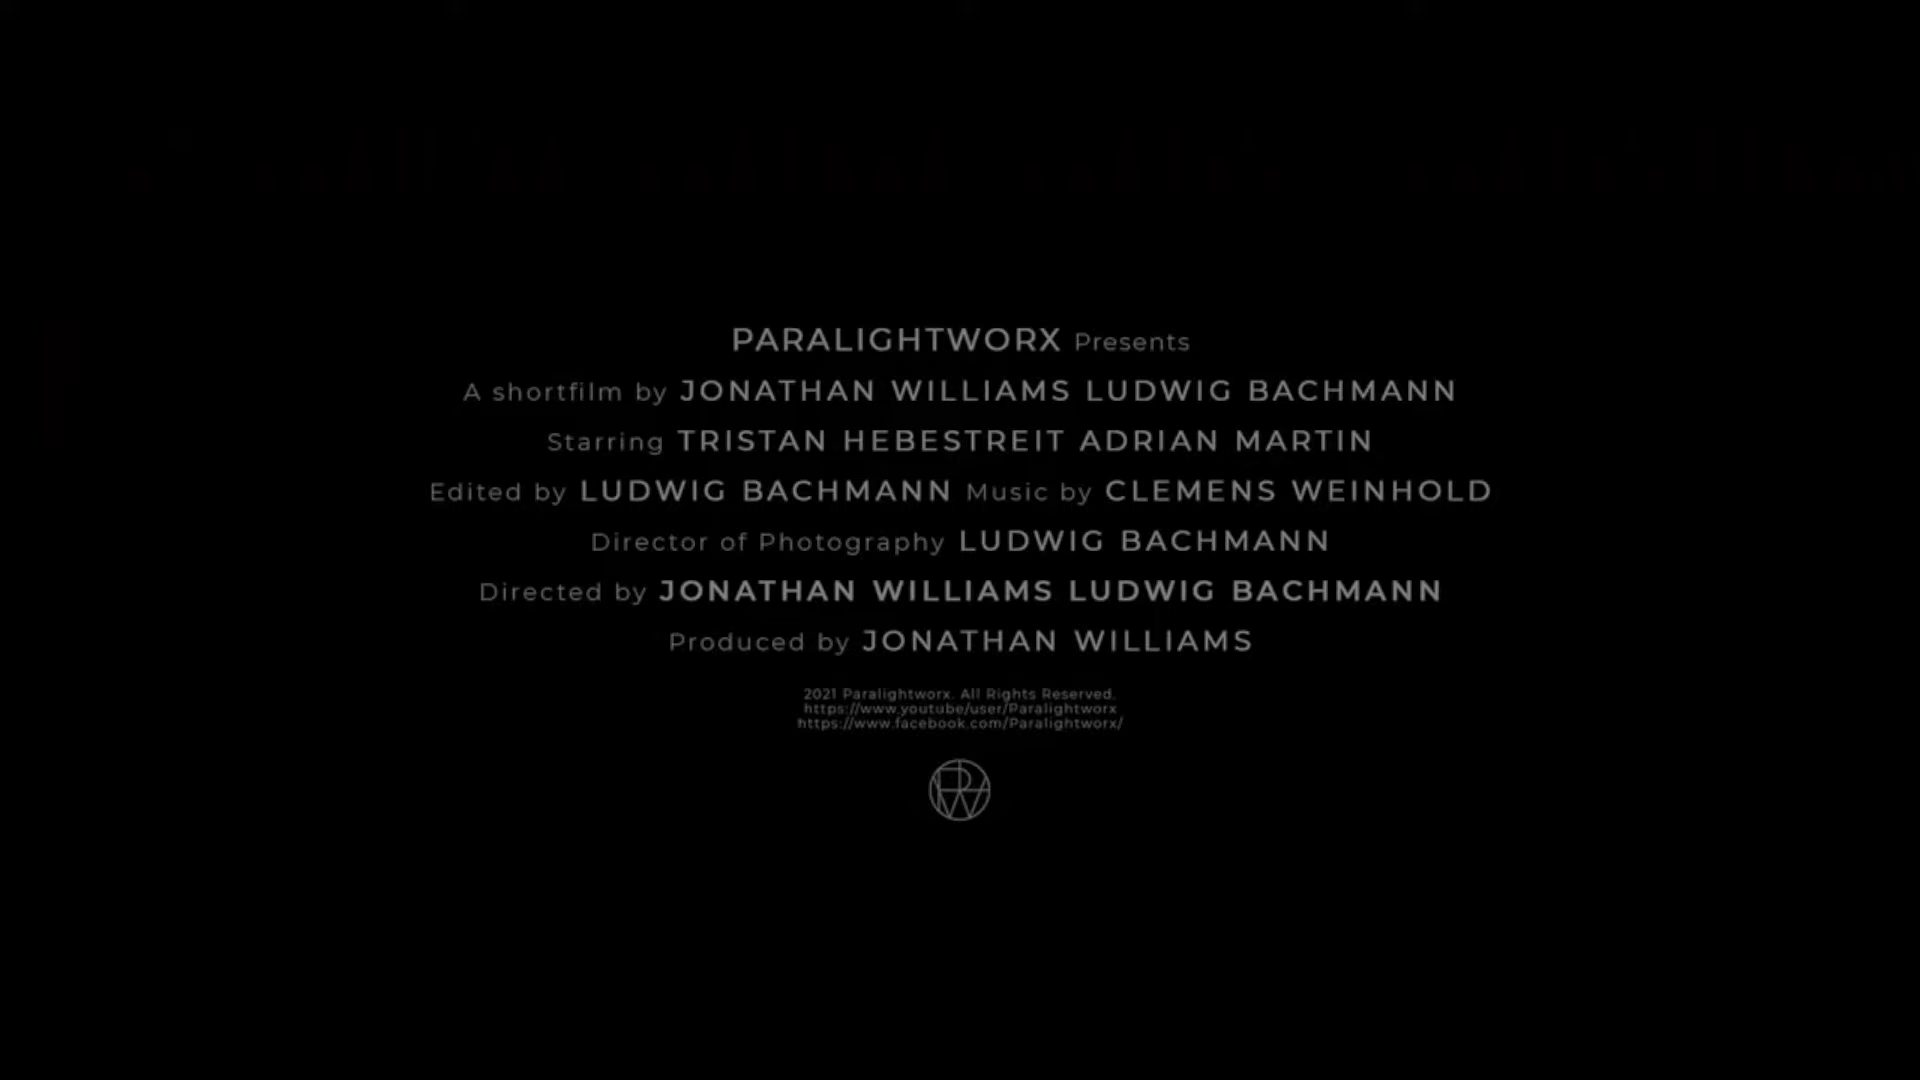 PARALIGHTWORX Presents
A shortfilm by JONATHAN WILLIAMS LUDWIG BACHMANN
Starring TRISTAN HEBESTREIT ADRIAN MARTIN
Edited by LUDWIG BACHMANN Music by CLEMENS WEINHOLD
Director of Photography LUDWIG BACHMANN
Directed by JONATHAN WILLIAMS LUDWIG BACHMANN
Produced by JONATHAN WILLIAMS
2021 Paralightworx. All Rights Reserved.
https://www.youtube/user/Paralightworx
https://www.facebook.com/Paralightworx/
PW